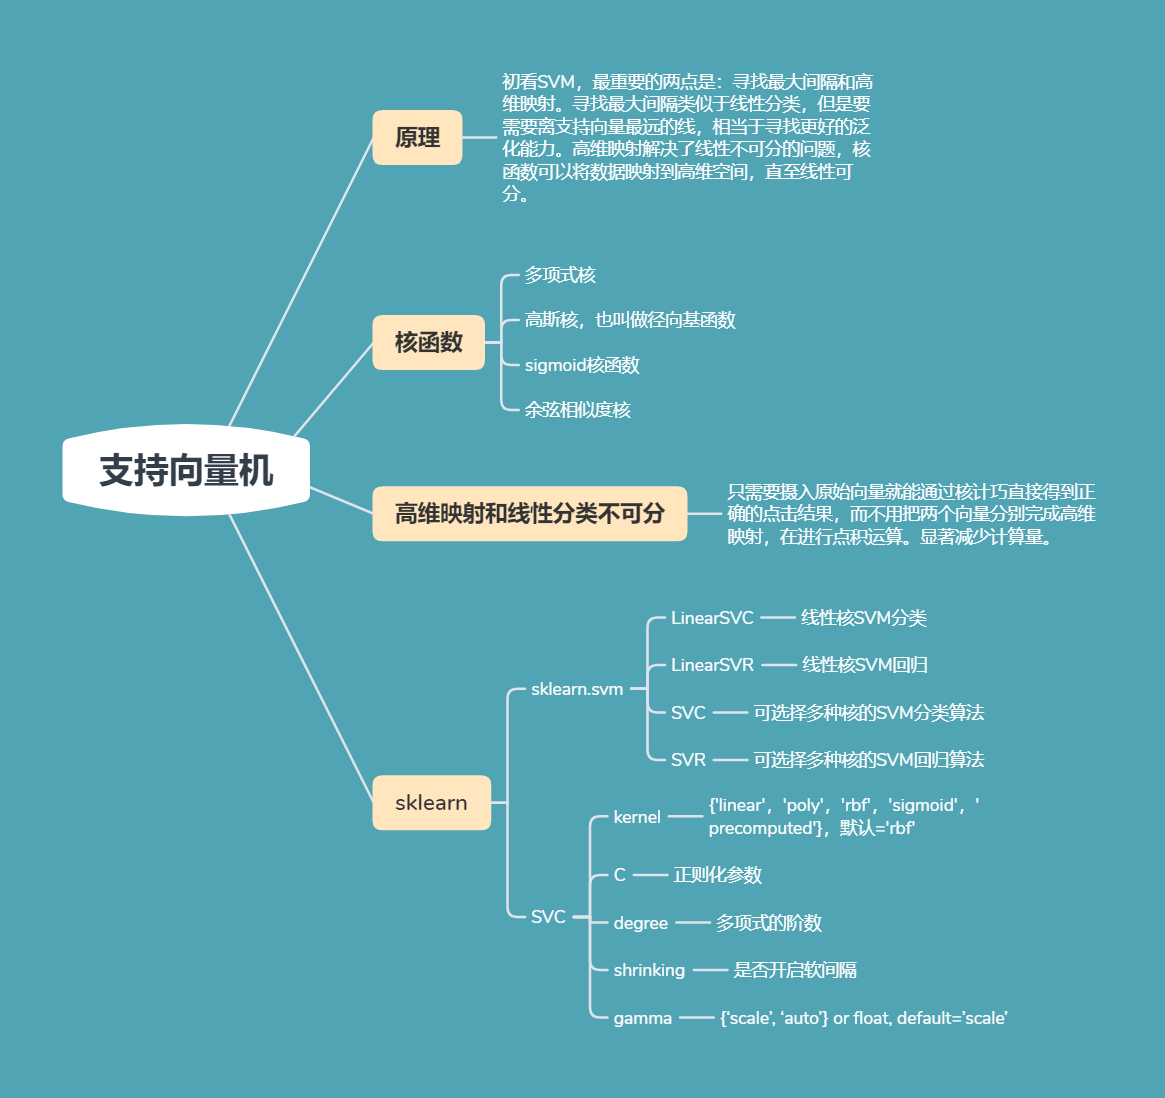 支持向量机
原理
初看SVM，最重要的两点是：寻找最大间隔和高
维映射。寻找最大间隔类似于线性分类，但是要
需要离支持向量最远的线，相当于寻找更好的泛
化能力。高维映射解决了线性不可分的问题，核
函数可以将数据映射到高维空间，直至线性可
分。
核函数
多项式核
高斯核，也叫做径向基函数
sigmoid核函数
余弦相似度核
高维映射和线性分类不可分
只需要摄入原始向量就能通过核计巧直接得到正
确的点击结果，而不用把两个向量分别完成高维
映射，在进行点积运算。显著减少计算量。
sklearn
sklearn.svm
LinearSVC
线性核SVM分类
LinearSVR
线性核SVM回归
SVC
可选择多种核的SVM分类算法
SVR
可选择多种核的SVM回归算法
SVC
kernel
{'linear'，'poly'，'rbf'，'sigmoid'，'
precomputed'}，默认='rbf'
C
正则化参数
degree
多项式的阶数
shrinking
是否开启软间隔
gamma
{‘scale’, ‘auto’} or float, default=’scale’